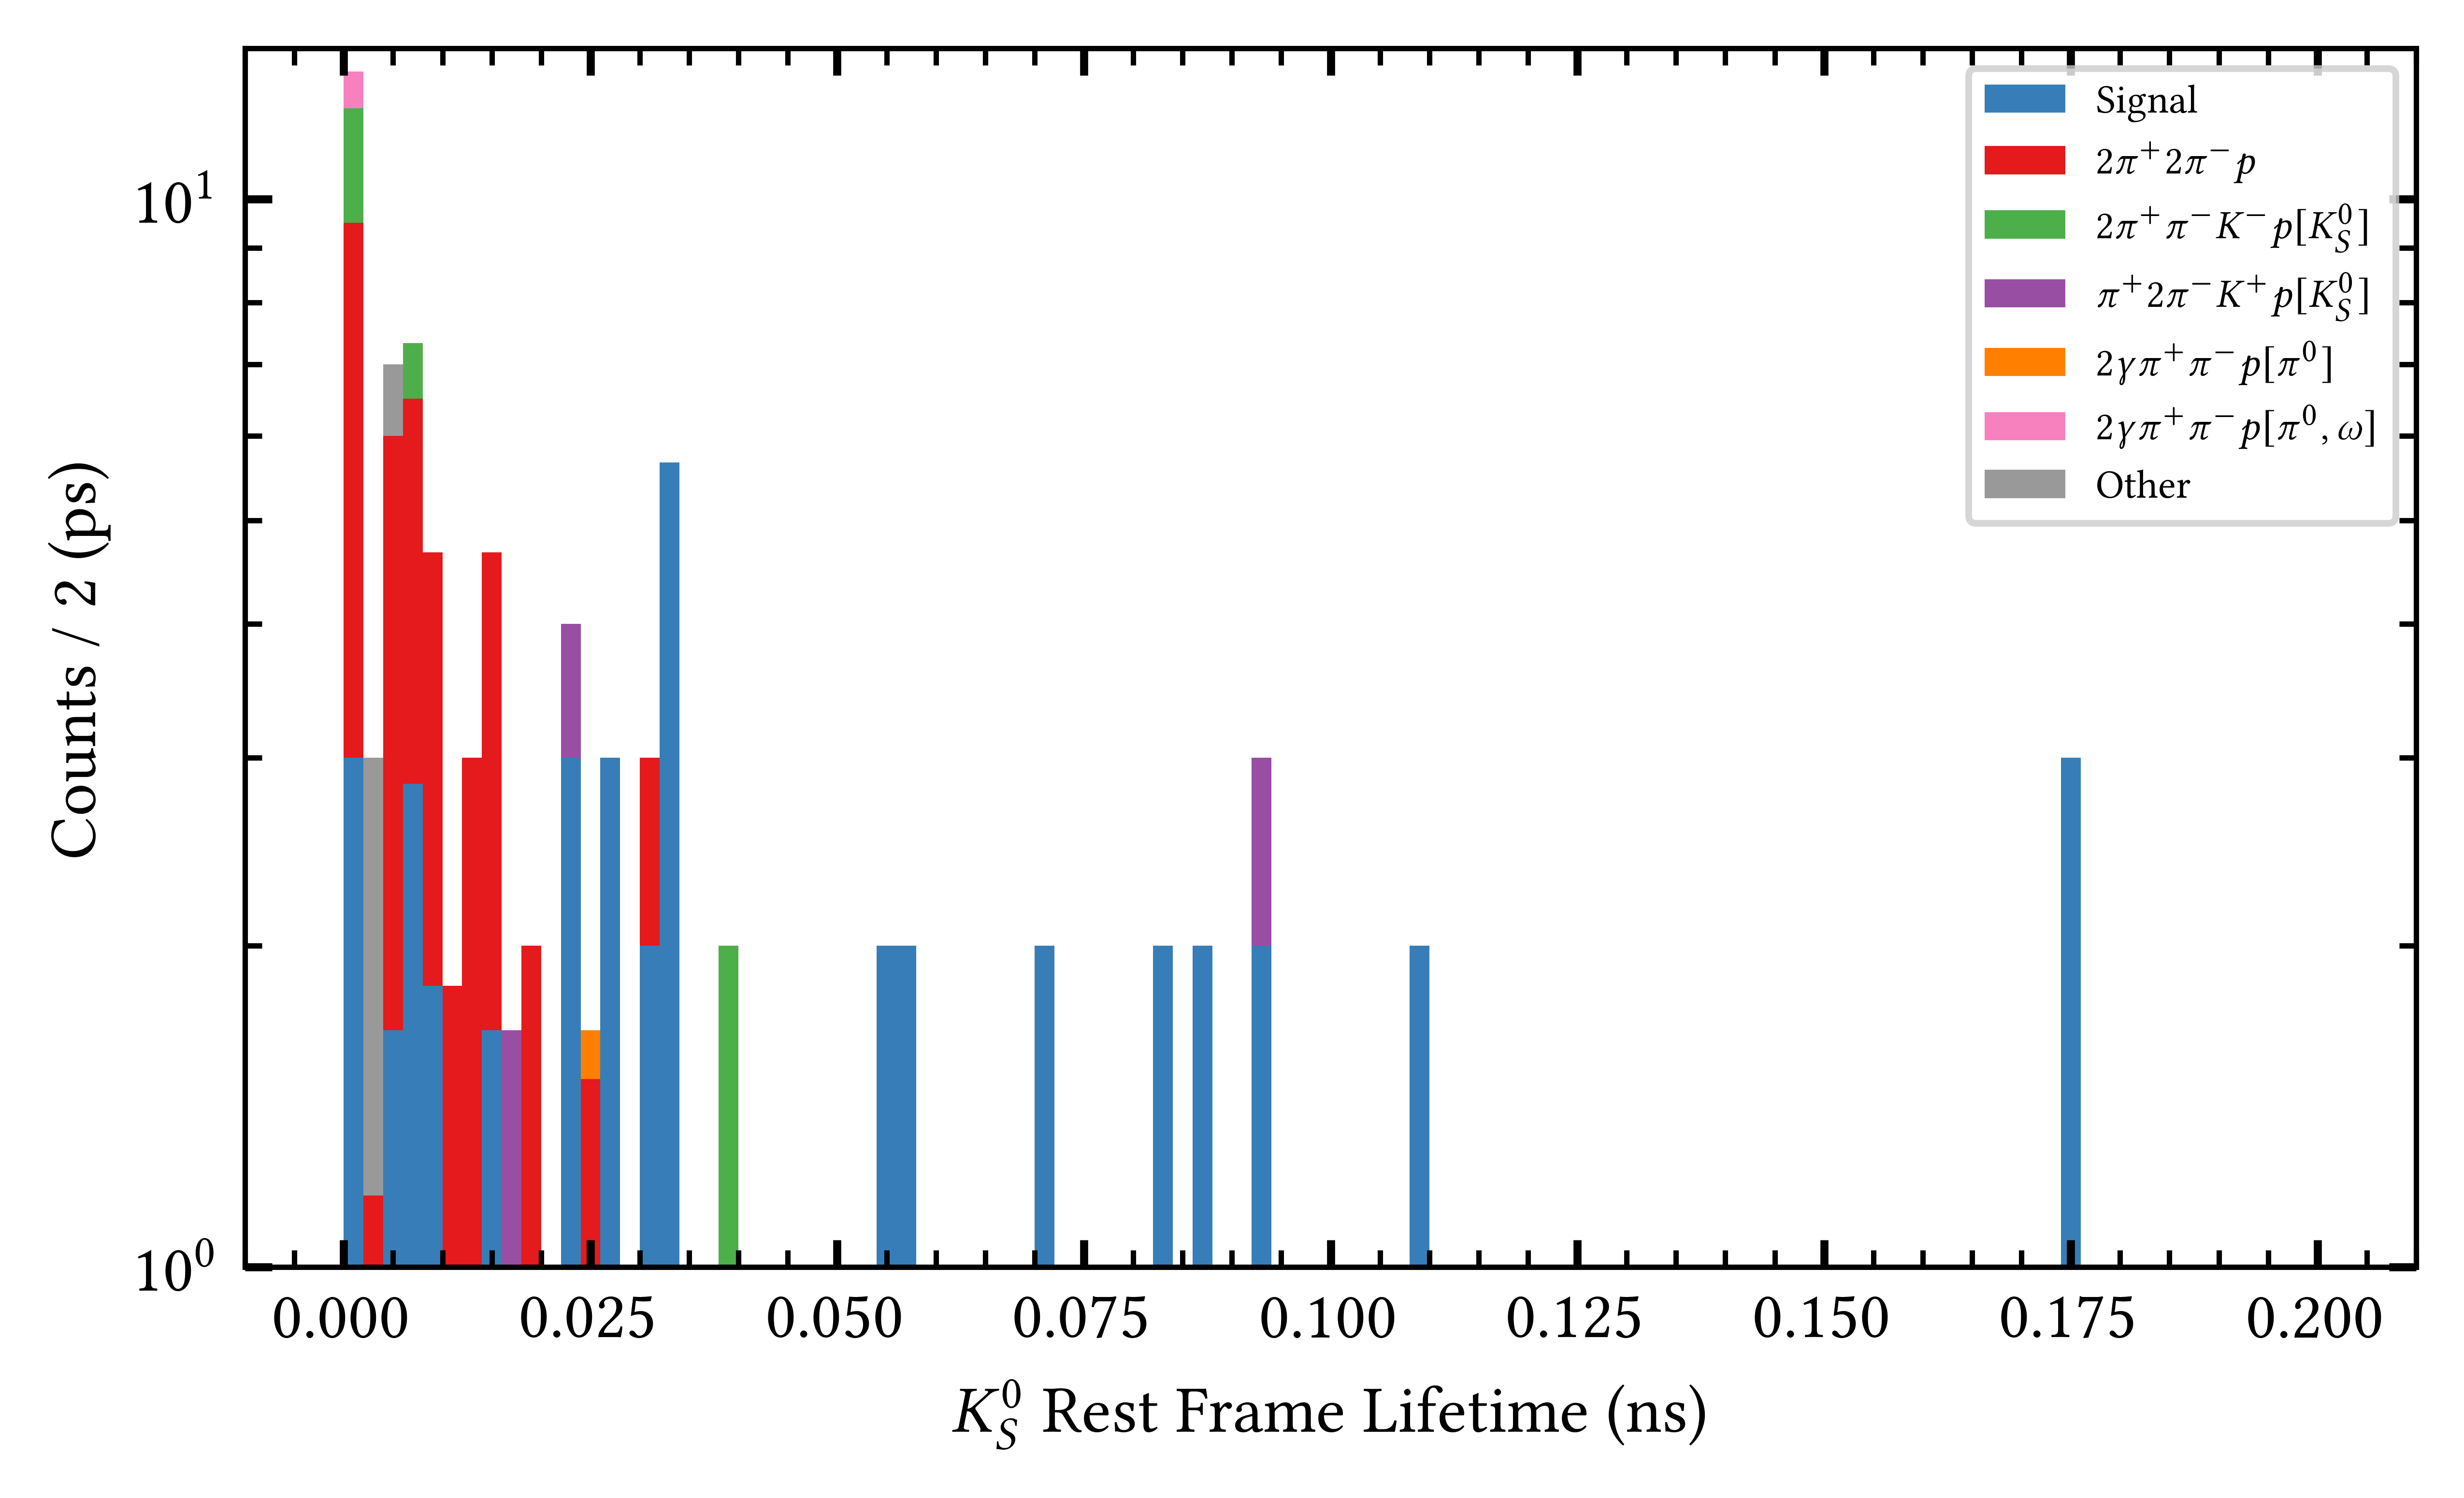 Counts / 2 (ps)
10¹
10⁰
Signal
2π⁺2π⁻p
2π⁺π⁻K⁻p[K⁰_S]
π⁺2π⁻K⁺p[K⁰_S]
2γπ⁺π⁻p[π⁰]
2γπ⁺π⁻p[π⁰, ω]
Other
0.000 0.025 0.050 0.075 0.100 0.125 0.150 0.175 0.200
K⁰_S Rest Frame Lifetime (ns)